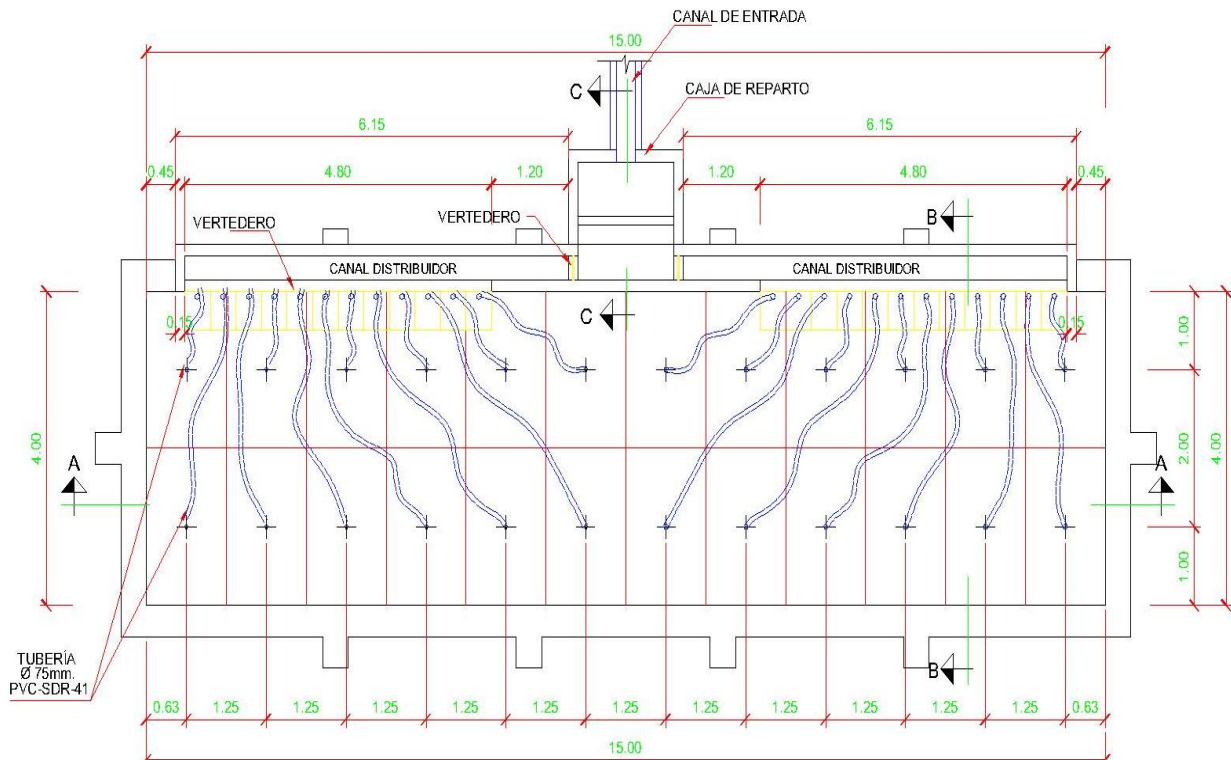 CANAL DE ENTRADA
15.00
C
CAJA DE REPARTO
6.15
6.15
0.45
4.80
1.20
1.20
4.80
0.45
B
VERTEDERO
VERTEDERO
CANAL DISTRIBUIDOR
CANAL DISTRIBUIDOR
C
0.15
0.15
1.00
4.00
2.00
4.00
A
A
1.00
TUBERÍA
Ø 75mm.
PVC-SDR-41
B
0.63
1.25
1.25
1.25
1.25
1.25
1.25
1.25
1.25
1.25
1.25
1.25
0.63
15.00